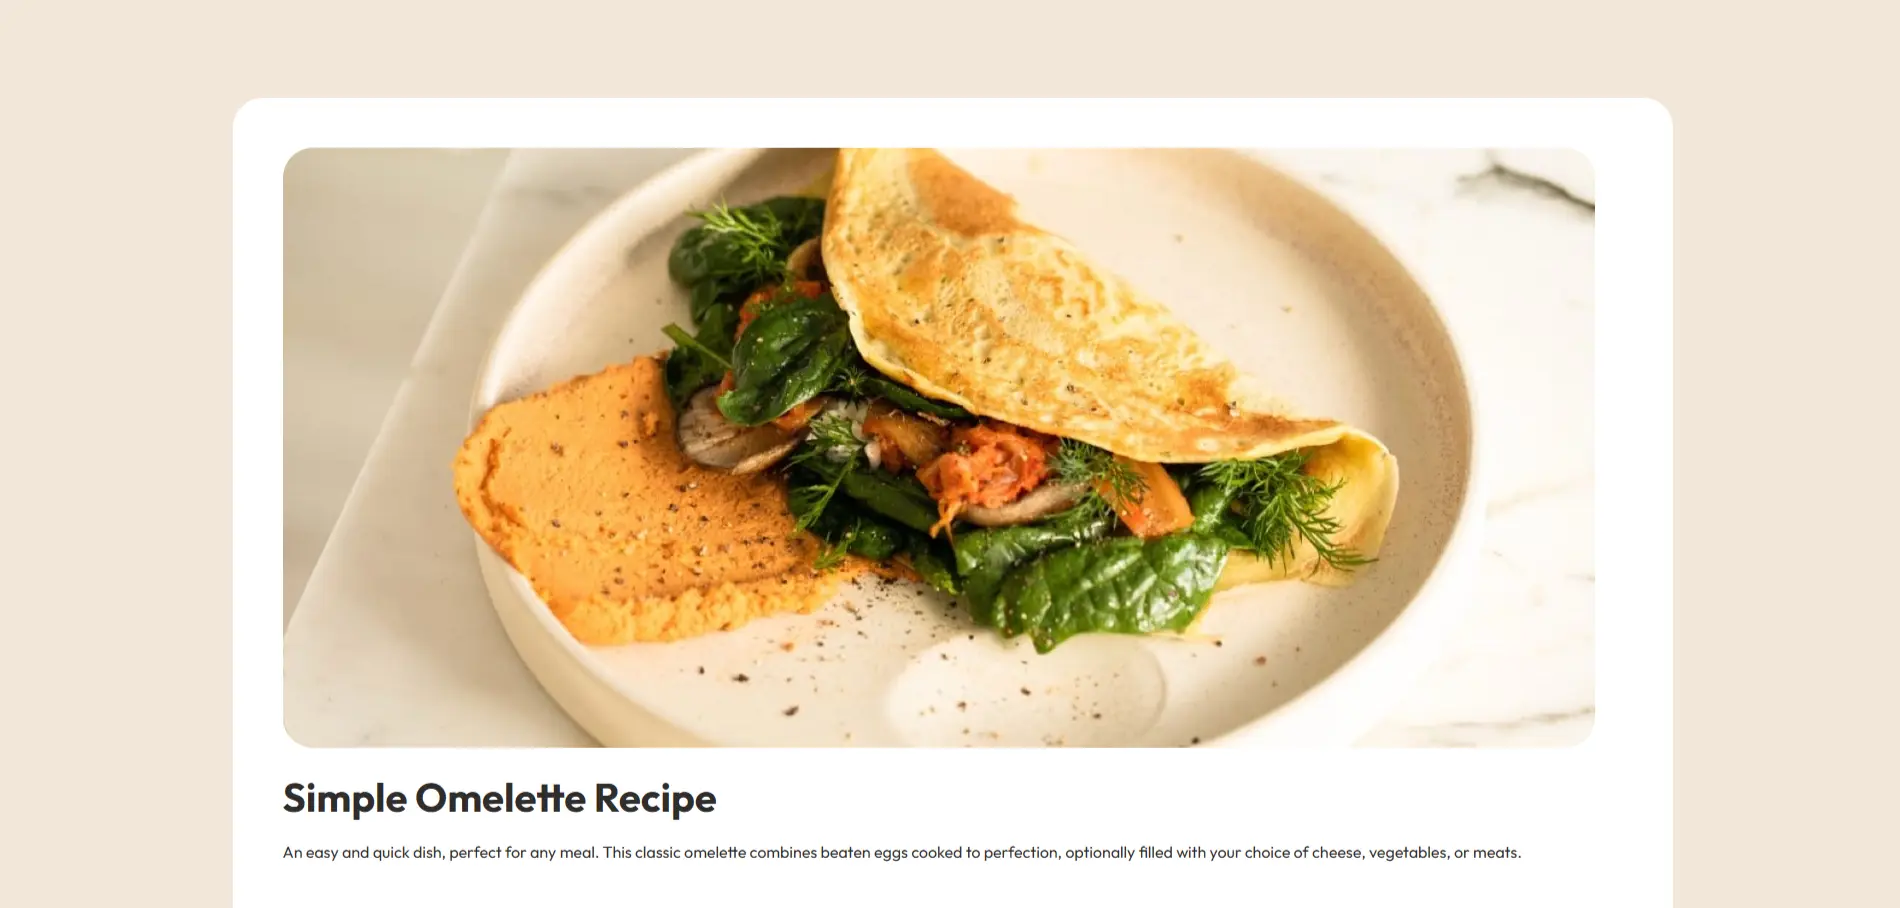 Simple Omelette Recipe
An easy and quick dish, perfect for any meal. This classic omelette combines beaten eggs cooked to perfection, optionally filled with your choice of cheese, vegetables, or meats.